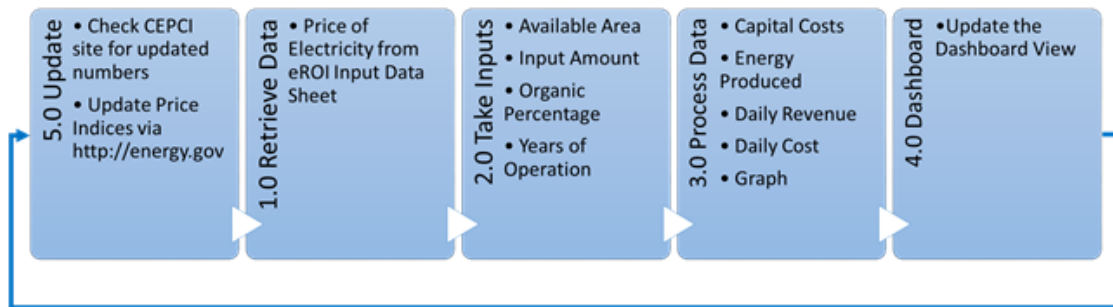 5.0 Update
• Check CEPCI
site for updated
numbers
• Update Price
Indices via
http://energy.gov
1.0 Retrieve Data
• Price of
Electricity from
eROI Input Data
Sheet
2.0 Take Inputs
• Available Area
• Input Amount
• Organic
Percentage
• Years of
Operation
3.0 Process Data
• Capital Costs
• Energy
Produced
• Daily Revenue
• Daily Cost
• Graph
4.0 Dashboard
•Update the
Dashboard View